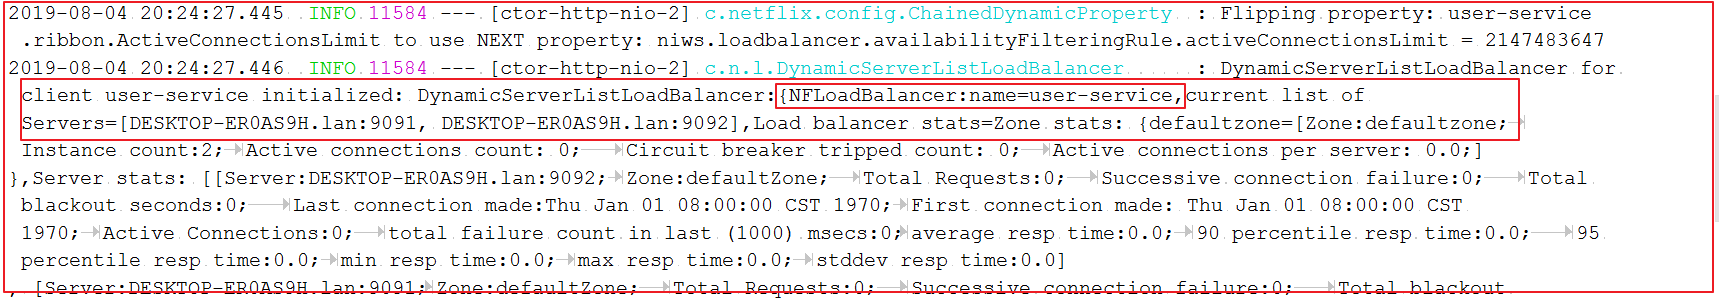 2019-08-04 20:24:27.445  INFO 11584 --- [ctor-http-nio-2] c.netflix.config.ChainedDynamicProperty  : Flipping property: user-service
.ribbon.ActiveConnectionsLimit to use NEXT property: niws.loadbalancer.availabilityFilteringRule.activeConnectionsLimit = 2147483647
2019-08-04 20:24:27.446  INFO 11584 --- [ctor-http-nio-2] c.n.l.DynamicServerListLoadBalancer      : DynamicServerListLoadBalancer for
client user-service initialized: DynamicServerListLoadBalancer:{NFLoadBalancer:name=user-service,current list of
Servers=[DESKTOP-ER0AS9H.lan:9091, DESKTOP-ER0AS9H.lan:9092],Load balancer stats=Zone stats: {defaultzone=[Zone:defaultzone;
Instance count:2; Active connections count: 0; Circuit breaker tripped count: 0; Active connections per server: 0.0;]
},Server stats: [[Server:DESKTOP-ER0AS9H.lan:9092; Zone:defaultZone; Total Requests:0; Successive connection failure:0; Total
blackout seconds:0; Last connection made:Thu Jan 01 08:00:00 CST 1970; First connection made: Thu Jan 01 08:00:00 CST
1970; Active Connections:0; total failure count in last (1000) msecs:0; average resp time:0.0; 90 percentile resp time:0.0; 95
percentile resp time:0.0; min resp time:0.0; max resp time:0.0; stddev resp time:0.0]
, [Server:DESKTOP-ER0AS9H.lan:9091; Zone:defaultZone; Total Requests:0; Successive connection failure:0; Total blackout